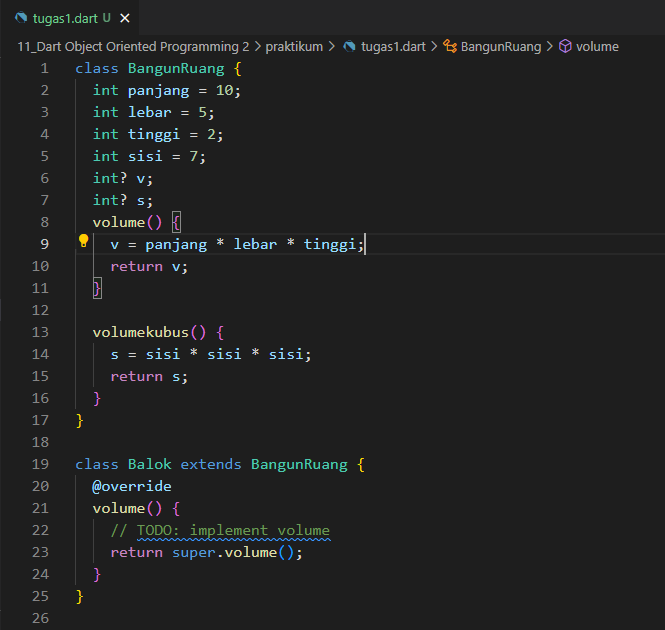 tugas1.dart U
11_Dart Object Oriented Programming 2 > praktikum > tugas1.dart > BangunRuang > volume
1 class BangunRuang {
2 int panjang = 10;
3 int lebar = 5;
4 int tinggi = 2;
5 int sisi = 7;
6 int? v;
7 int? s;
8 volume() {
9 v = panjang * lebar * tinggi;
10 return v;
11 }
12
13 volumekubus() {
14 s = sisi * sisi * sisi;
15 return s;
16 }
17 }
18
19 class Balok extends BangunRuang {
20 @override
21 volume() {
22 // TODO: implement volume
23 return super.volume();
24 }
25 }
26